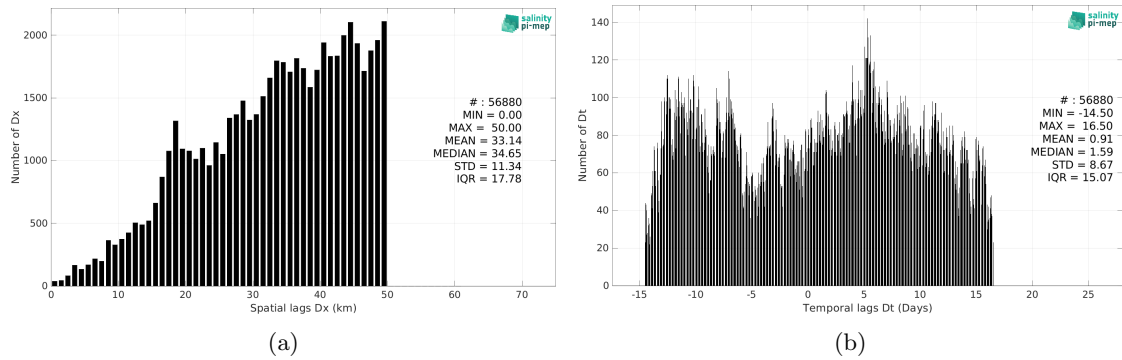 2000
1500
1000
500
0
Number of Dx
0 10 20 30 40 50 60 70
Spatial lags Dx (km)
salinity
pi-mep
# : 56880
MIN = 0.00
MAX = 50.00
MEAN = 33.14
MEDIAN = 34.65
STD = 11.34
IQR = 17.78
(a)
140
120
100
80
60
40
20
0
Number of Dt
-15 -10 -5 0 5 10 15 20 25
Temporal lags Dt (Days)
salinity
pi-mep
# : 56880
MIN = -14.50
MAX = 16.50
MEAN = 0.91
MEDIAN = 1.59
STD = 8.67
IQR = 15.07
(b)